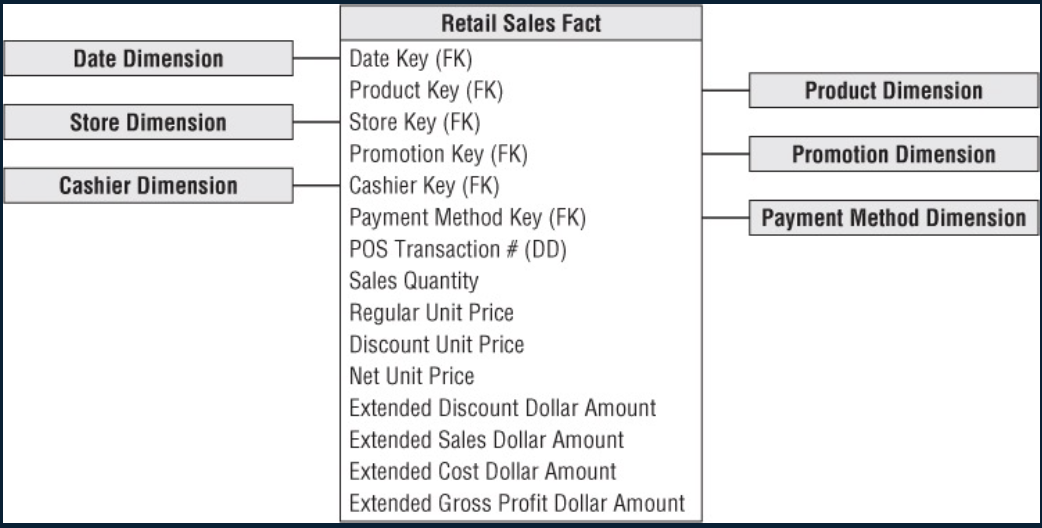 Retail Sales Fact
Date Dimension
Date Key (FK)
Product Key (FK)
Product Dimension
Store Dimension
Store Key (FK)
Promotion Key (FK)
Promotion Dimension
Cashier Dimension
Cashier Key (FK)
Payment Method Key (FK)
Payment Method Dimension
POS Transaction # (DD)
Sales Quantity
Regular Unit Price
Discount Unit Price
Net Unit Price
Extended Discount Dollar Amount
Extended Sales Dollar Amount
Extended Cost Dollar Amount
Extended Gross Profit Dollar Amount